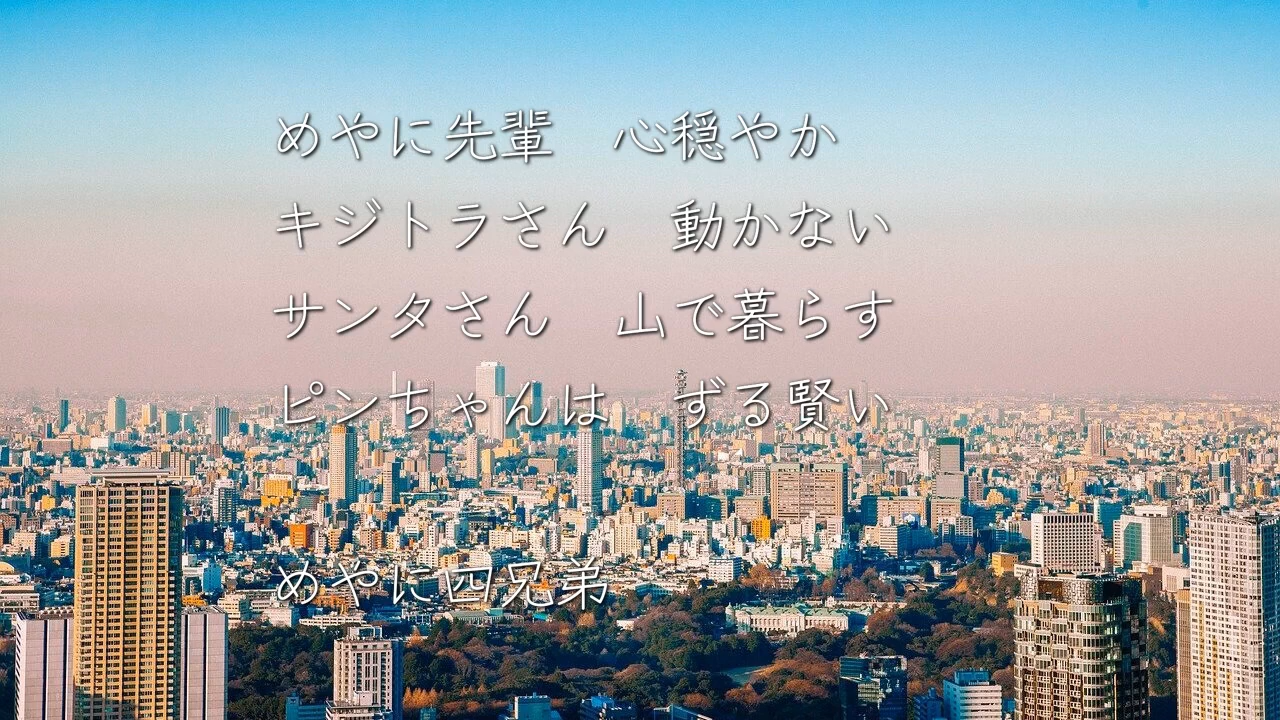 めやに先輩　心穏やか
キジトラさん　動かない
サンタさん　山で暮らす
ピンちゃんは　ずる賢い
めやに四兄弟